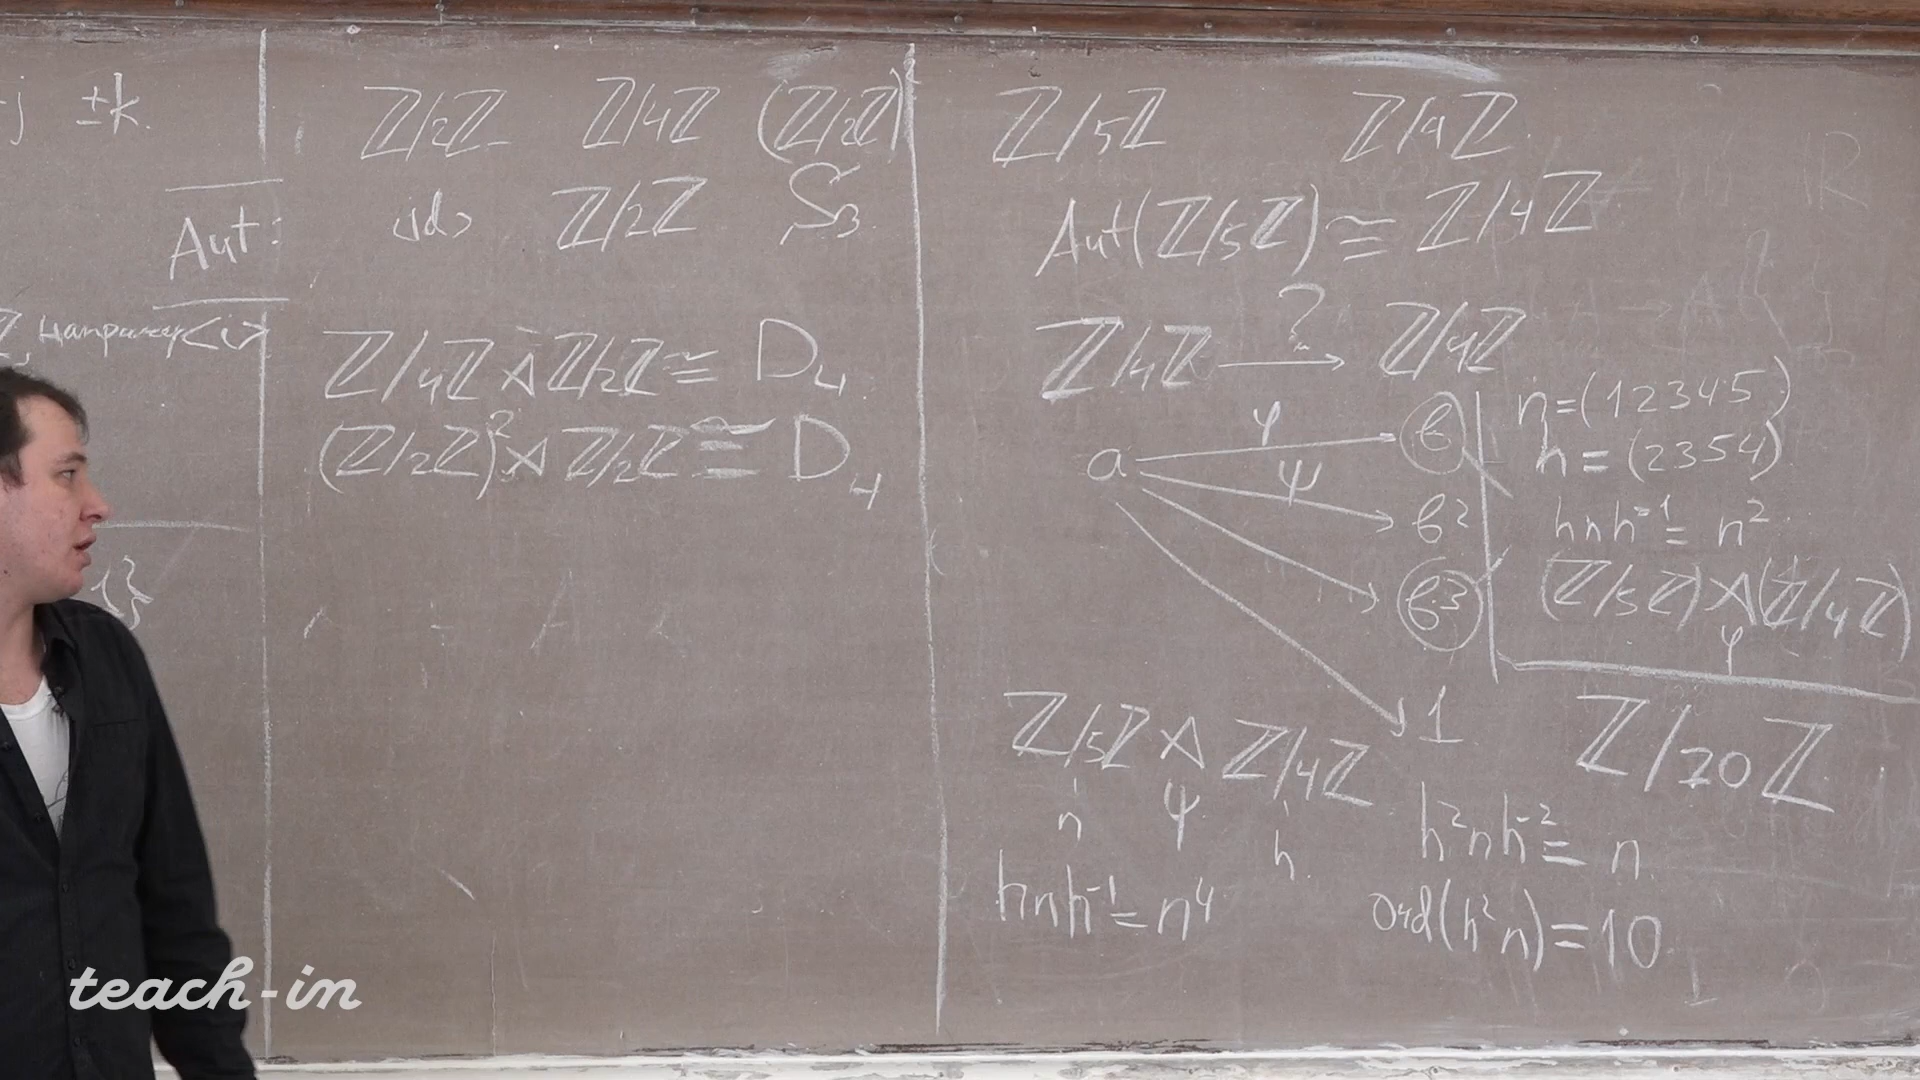 j ±k.
Aut:
например <i>
1}
Z/2Z Z/4Z (Z/2Z)
<id> Z/2Z S₃
Z/4Z ⋊ Z/2Z ≅ D₄
(Z/2Z)² ⋊ Z/2Z ≅ D₄
Z/5Z Z/4Z
Aut(Z/5Z) ≅ Z/4Z
Z/4Z ? → Z/4Z
a φ b
ψ b²
b³
1
n=(12345)
h=(2354)
hnh⁻¹= n²
(Z/5Z)⋊(Z/4Z)
φ
Z/5Z ⋊ Z/4Z
n ψ h.
hnh⁻¹=n⁴
Z/20Z
h²nh⁻²= n
ord(h²n)=10
teach-in